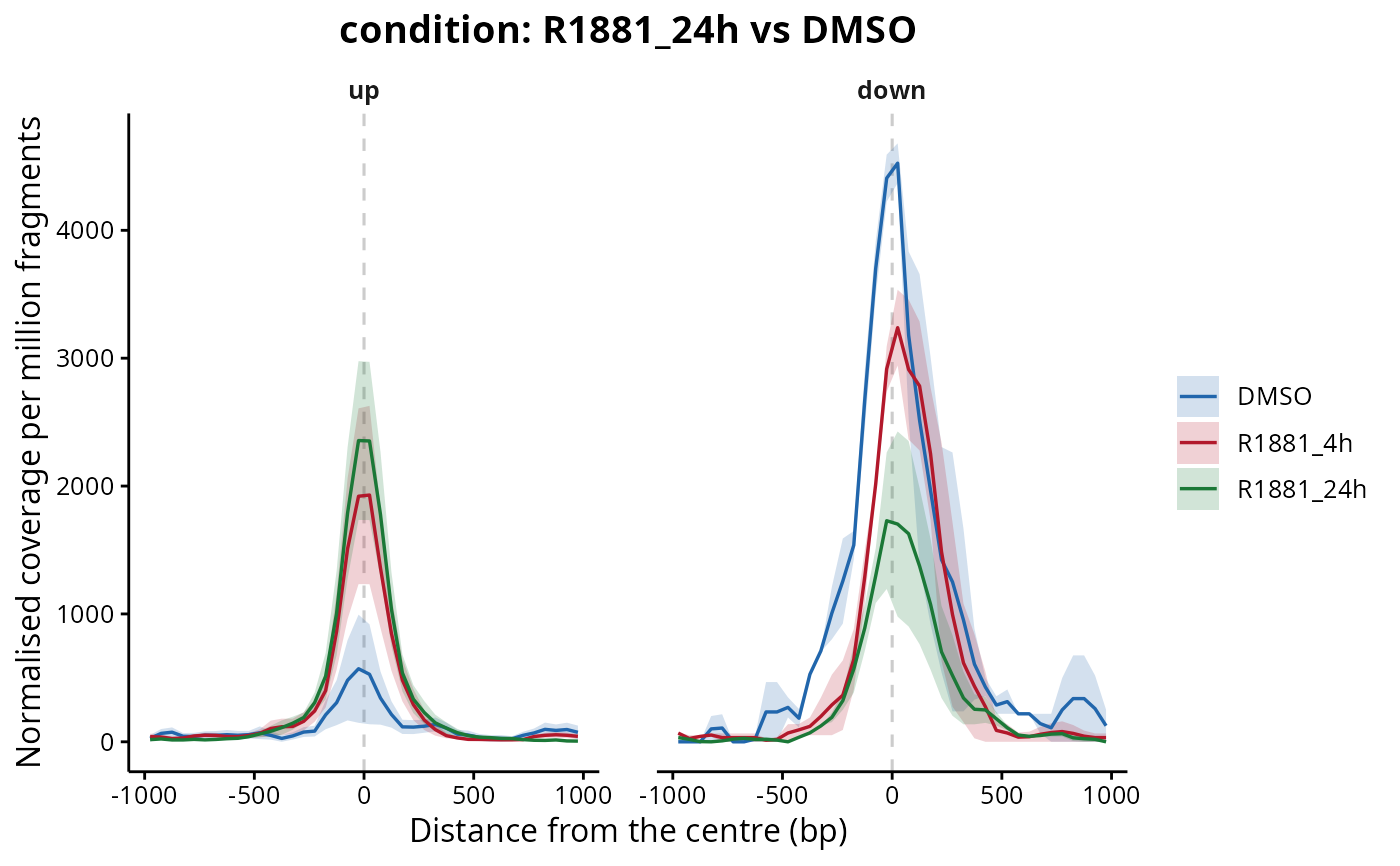 condition: R1881_24h vs DMSO
up
down
Normalised coverage per million fragments
4000
3000
2000
1000
0
-1000 -500 0 500 1000
-1000 -500 0 500 1000
Distance from the centre (bp)
DMSO
R1881_4h
R1881_24h